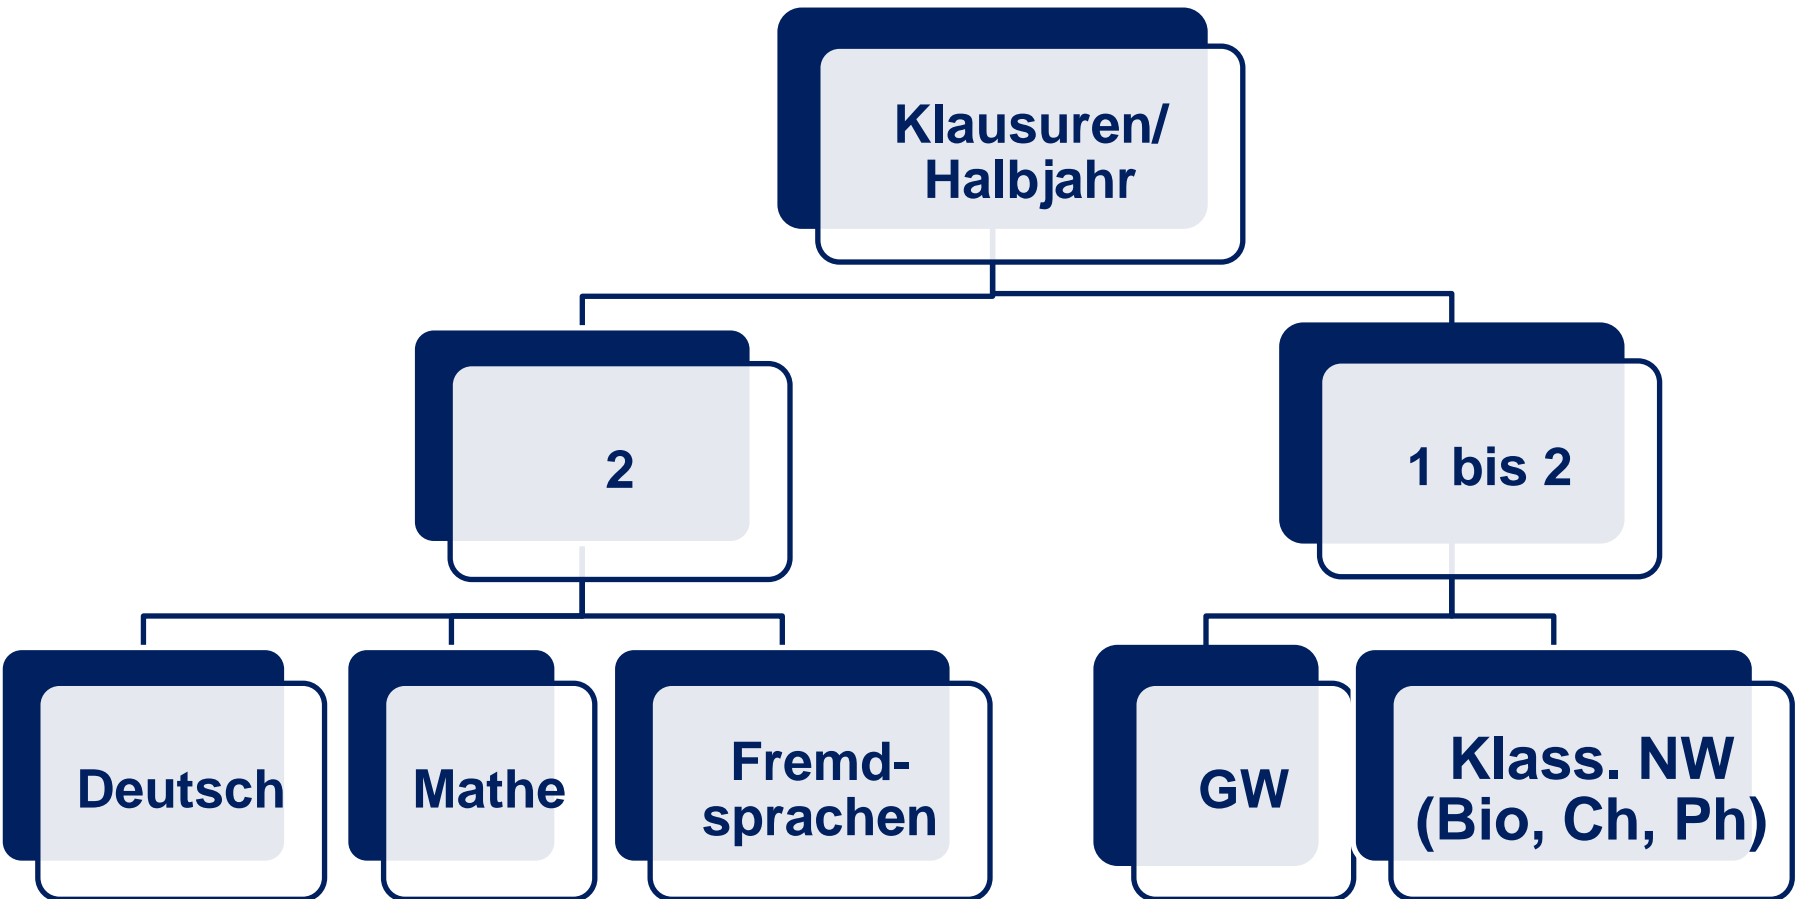 Klausuren/
Halbjahr
2
1 bis 2
Deutsch
Mathe
Fremd-
sprachen
GW
Klass. NW
(Bio, Ch, Ph)